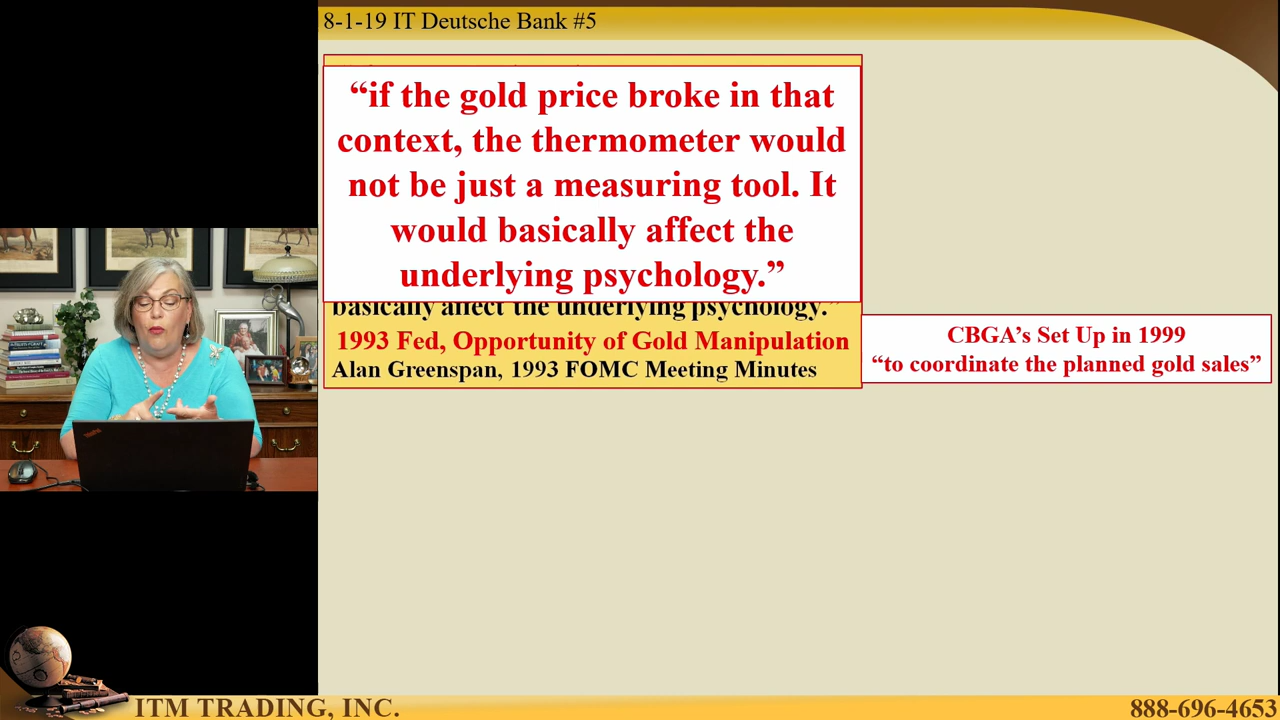 8-1-19 IT Deutsche Bank #5
“if the gold price broke in that
context, the thermometer would
not be just a measuring tool. It
would basically affect the
underlying psychology.”
basically affect the underlying psychology.”
1993 Fed, Opportunity of Gold Manipulation
Alan Greenspan, 1993 FOMC Meeting Minutes
CBGA’s Set Up in 1999
“to coordinate the planned gold sales”
ITM TRADING, INC.
888-696-4653